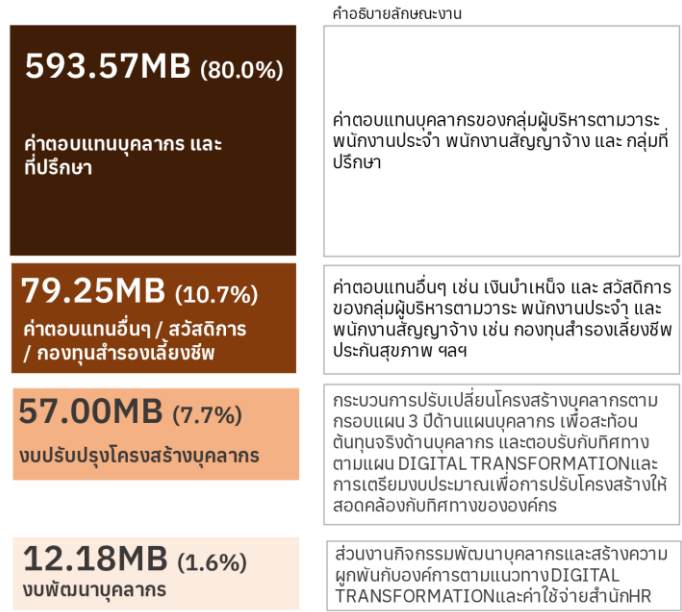 คำอธิบายลักษณะงาน
593.57MB (80.0%)
ค่าตอบแทนบุคลากร และ
ที่ปรึกษา
ค่าตอบแทนบุคลากรของกลุ่มผู้บริหารตามวาระ
พนักงานประจำ พนักงานสัญญาจ้าง และ กลุ่มที่
ปรึกษา
79.25MB (10.7%)
ค่าตอบแทนอื่นๆ / สวัสดิการ
/ กองทุนสำรองเลี้ยงชีพ
ค่าตอบแทนอื่นๆ เช่น เงินบำเหน็จ และ สวัสดิการ
ของกลุ่มผู้บริหารตามวาระ พนักงานประจำ และ
พนักงานสัญญาจ้าง เช่น กองทุนสำรองเลี้ยงชีพ
ประกันสุขภาพ ฯลฯ
57.00MB (7.7%)
งบปรับปรุงโครงสร้างบุคลากร
กระบวนการปรับเปลี่ยนโครงสร้างบุคลากรตาม
กรอบแผน 3 ปีด้านแผนบุคลากร เพื่อสะท้อน
ต้นทุนจริงด้านบุคลากร และตอบรับกับทิศทาง
ตามแผน DIGITAL TRANSFORMATIONและ
การเตรียมงบประมาณเพื่อการปรับโครงสร้างให้
สอดคล้องกับทิศทางขององค์กร
12.18MB (1.6%)
งบพัฒนาบุคลากร
ส่วนงานกิจกรรมพัฒนาบุคลากรและสร้างความ
ผูกพันกับองค์การตามแนวทางDIGITAL
TRANSFORMATIONและค่าใช้จ่ายสำนักHR